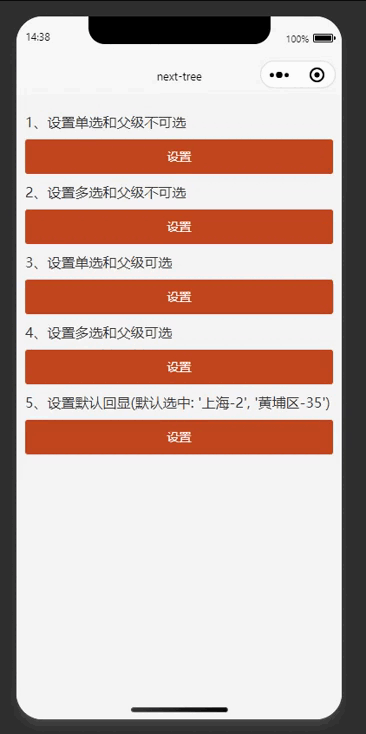 14:38
100%
next-tree
1、设置单选和父级不可选
设置
2、设置多选和父级不可选
设置
3、设置单选和父级可选
设置
4、设置多选和父级可选
设置
5、设置默认回显(默认选中: '上海-2', '黄埔区-35')
设置